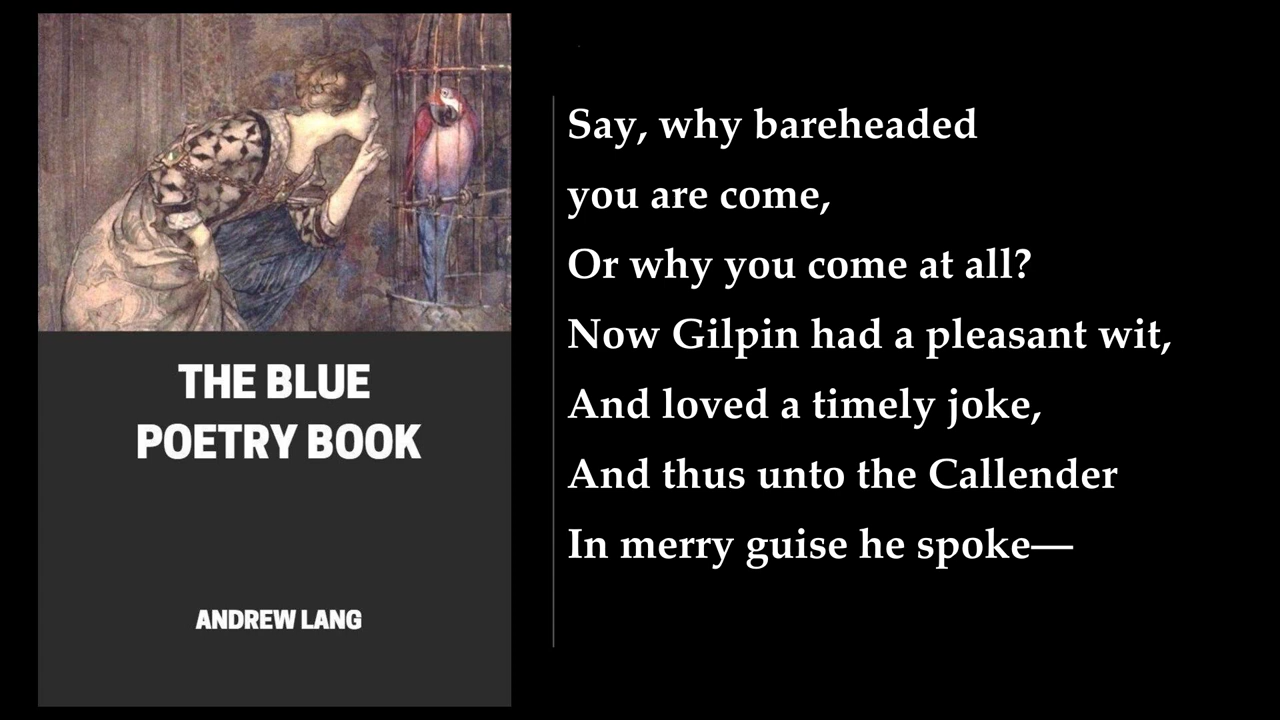 THE BLUE
POETRY BOOK
ANDREW LANG
Say, why bareheaded
you are come,
Or why you come at all?
Now Gilpin had a pleasant wit,
And loved a timely joke,
And thus unto the Callender
In merry guise he spoke—